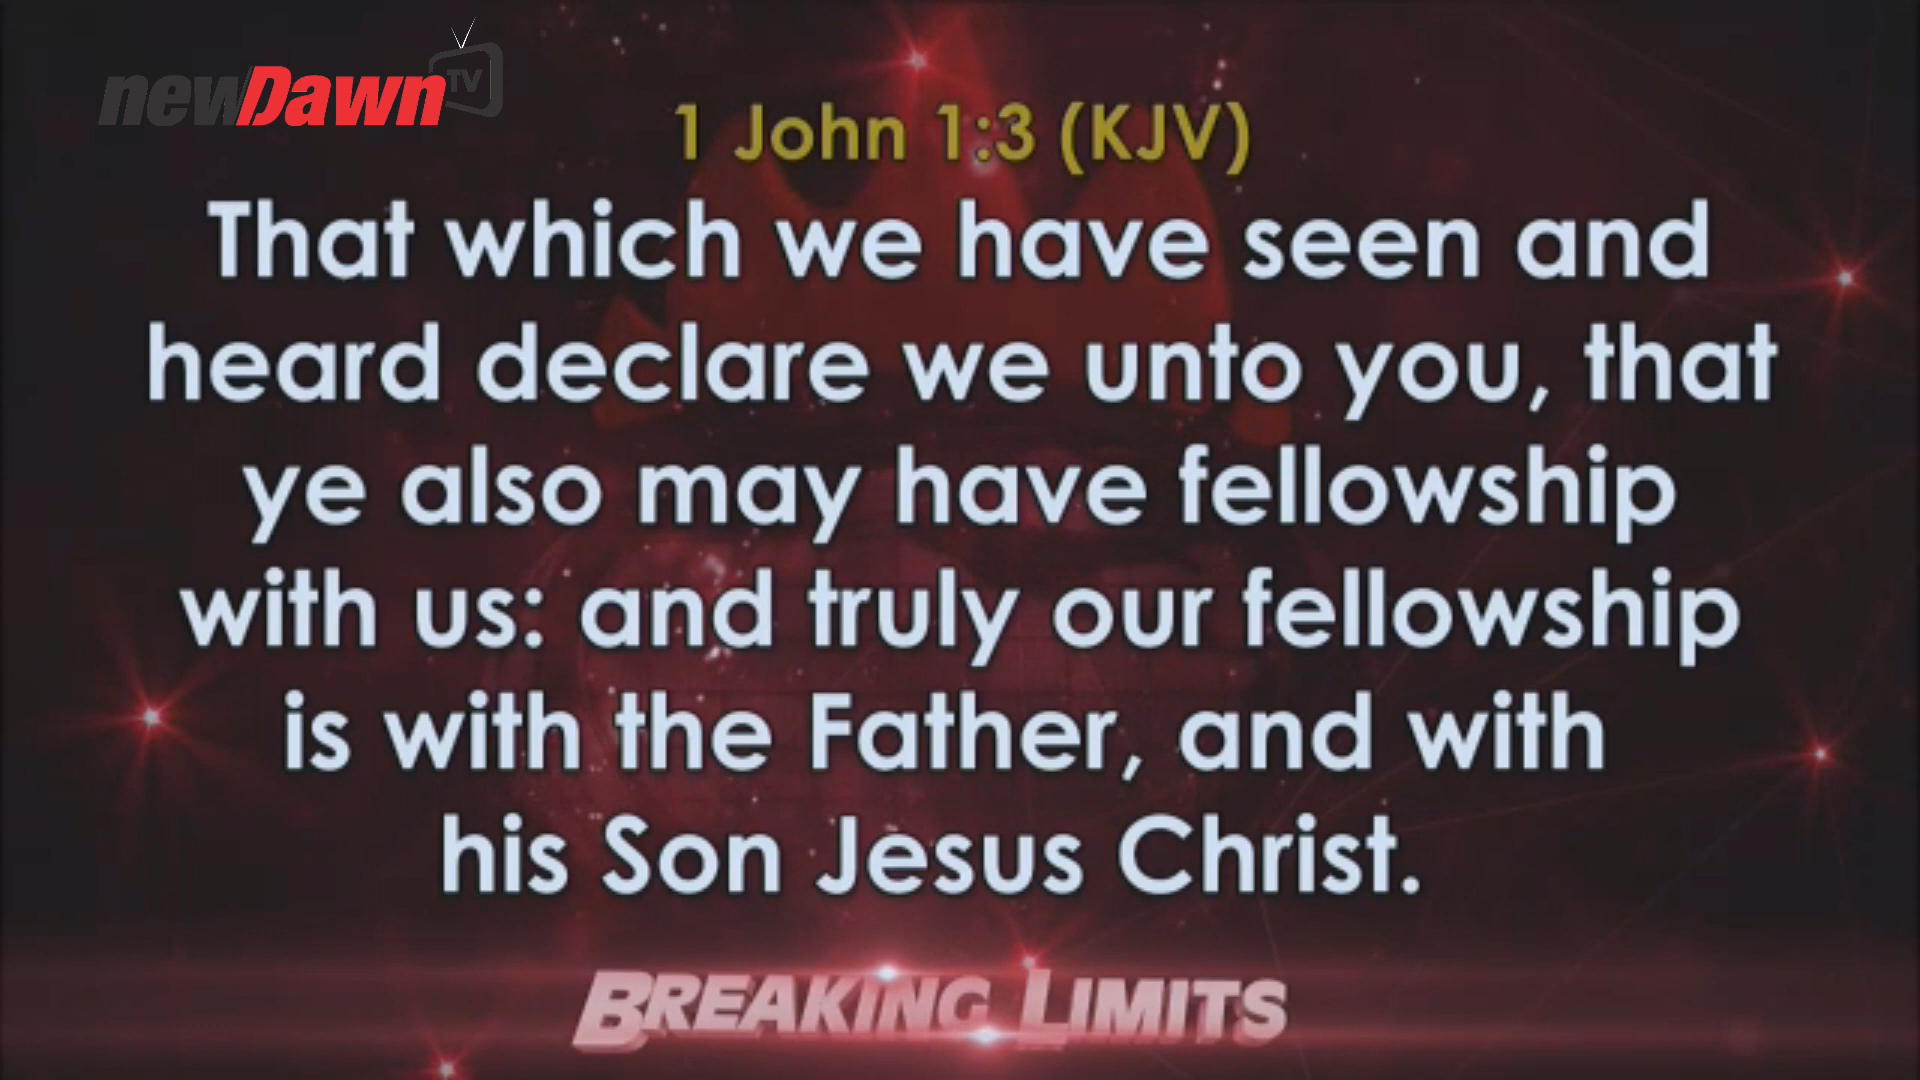 newDawn TV
1 John 1:3 (KJV)
That which we have seen and
heard declare we unto you, that
ye also may have fellowship
with us: and truly our fellowship
is with the Father, and with
his Son Jesus Christ.
BREAKING LIMITS